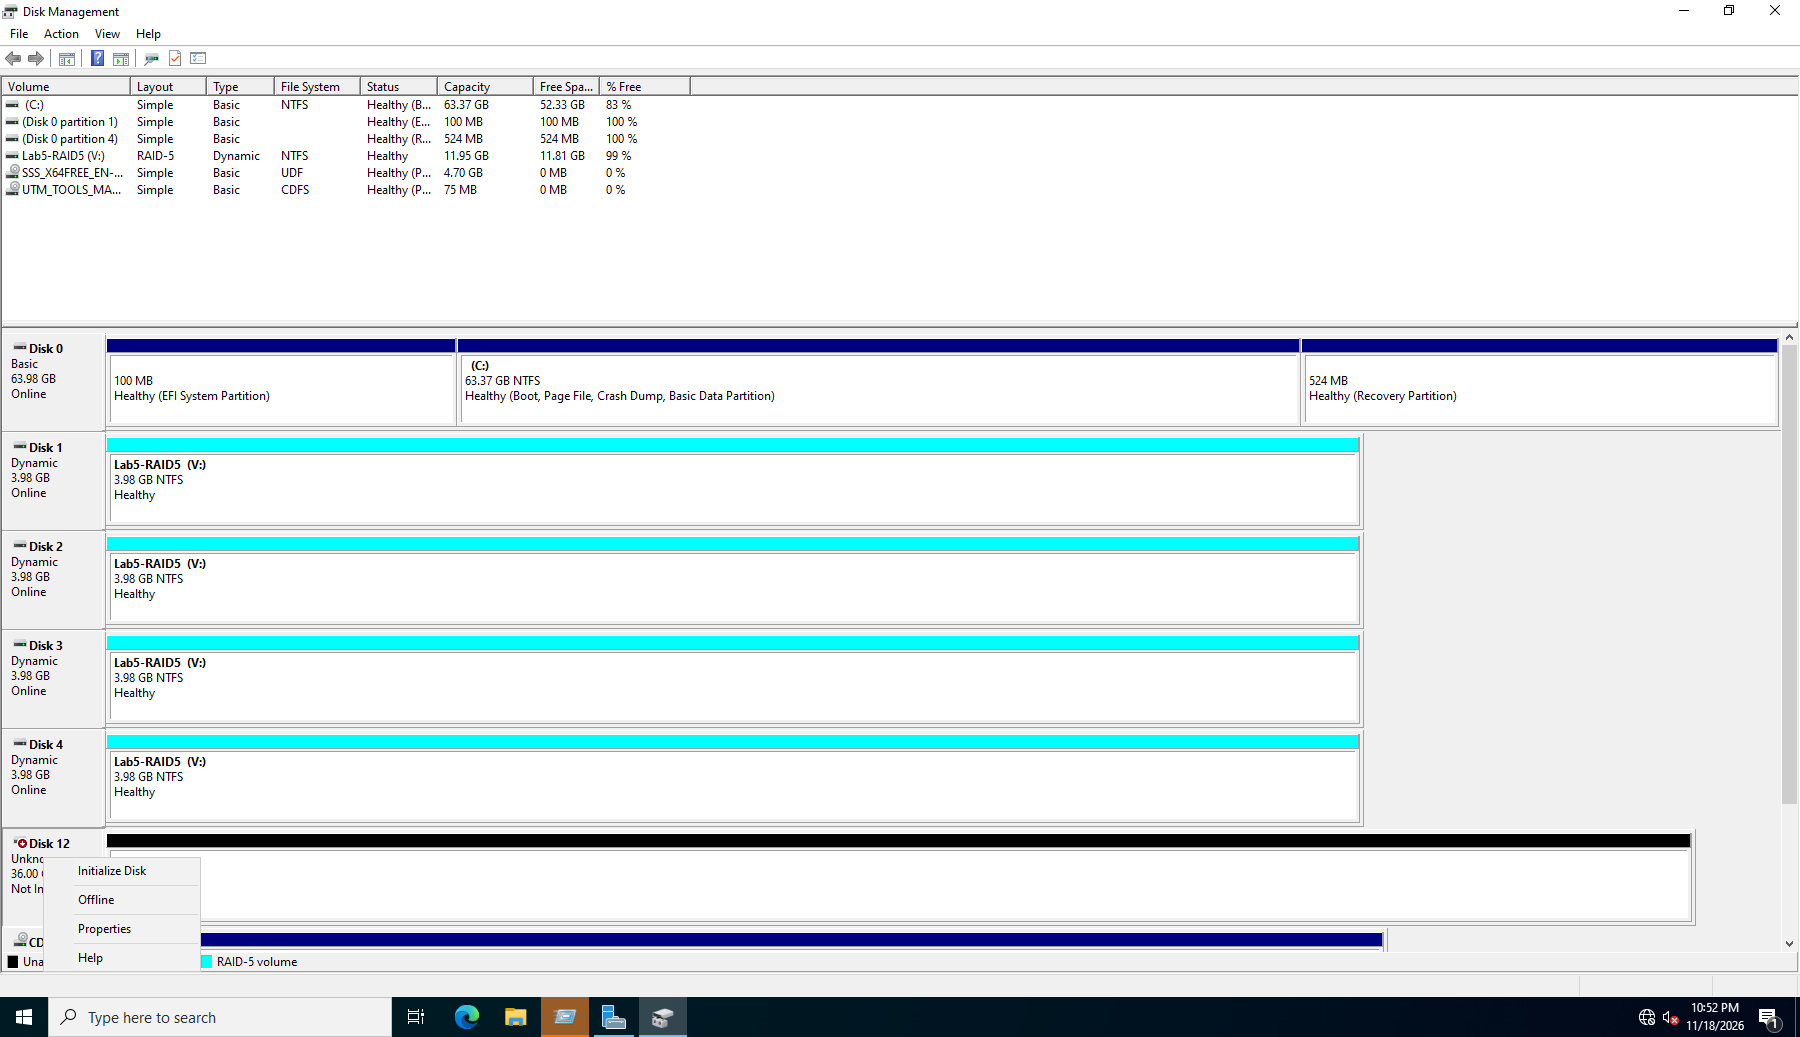 Disk Management
File Action View Help
Volume Layout Type File System Status Capacity Free Spa... % Free
(C:) Simple Basic NTFS Healthy (B... 63.37 GB 52.33 GB 83 %
(Disk 0 partition 1) Simple Basic Healthy (E... 100 MB 100 MB 100 %
(Disk 0 partition 4) Simple Basic Healthy (R... 524 MB 524 MB 100 %
Lab5-RAID5 (V:) RAID-5 Dynamic NTFS Healthy 11.95 GB 11.81 GB 99 %
SSS_X64FREE_EN-... Simple Basic UDF Healthy (P... 4.70 GB 0 MB 0 %
UTM_TOOLS_MA... Simple Basic CDFS Healthy (P... 75 MB 0 MB 0 %
Disk 0
Basic
63.98 GB
Online
100 MB
Healthy (EFI System Partition)
(C:)
63.37 GB NTFS
Healthy (Boot, Page File, Crash Dump, Basic Data Partition)
524 MB
Healthy (Recovery Partition)
Disk 1
Dynamic
3.98 GB
Online
Lab5-RAID5 (V:)
3.98 GB NTFS
Healthy
Disk 2
Dynamic
3.98 GB
Online
Lab5-RAID5 (V:)
3.98 GB NTFS
Healthy
Disk 3
Dynamic
3.98 GB
Online
Lab5-RAID5 (V:)
3.98 GB NTFS
Healthy
Disk 4
Dynamic
3.98 GB
Online
Lab5-RAID5 (V:)
3.98 GB NTFS
Healthy
Disk 12
Unkno
36.00
Not In
Initialize Disk
Offline
Properties
Help
CD
Una
RAID-5 volume
Type here to search
10:52 PM
11/18/2026
1